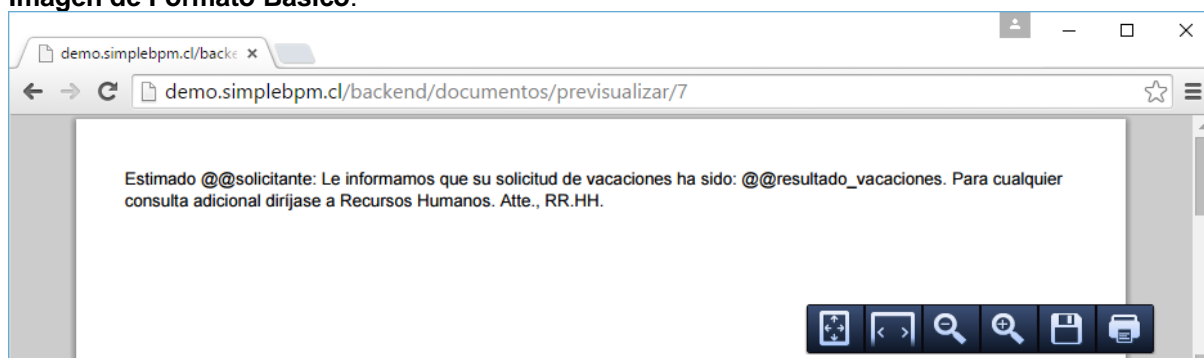 Imagen de Formato Básico:
demo.simplebpm.cl/backe
demo.simplebpm.cl/backend/documentos/previsualizar/7
Estimado @@solicitante: Le informamos que su solicitud de vacaciones ha sido: @@resultado_vacaciones. Para cualquier
consulta adicional diríjase a Recursos Humanos. Atte., RR.HH.